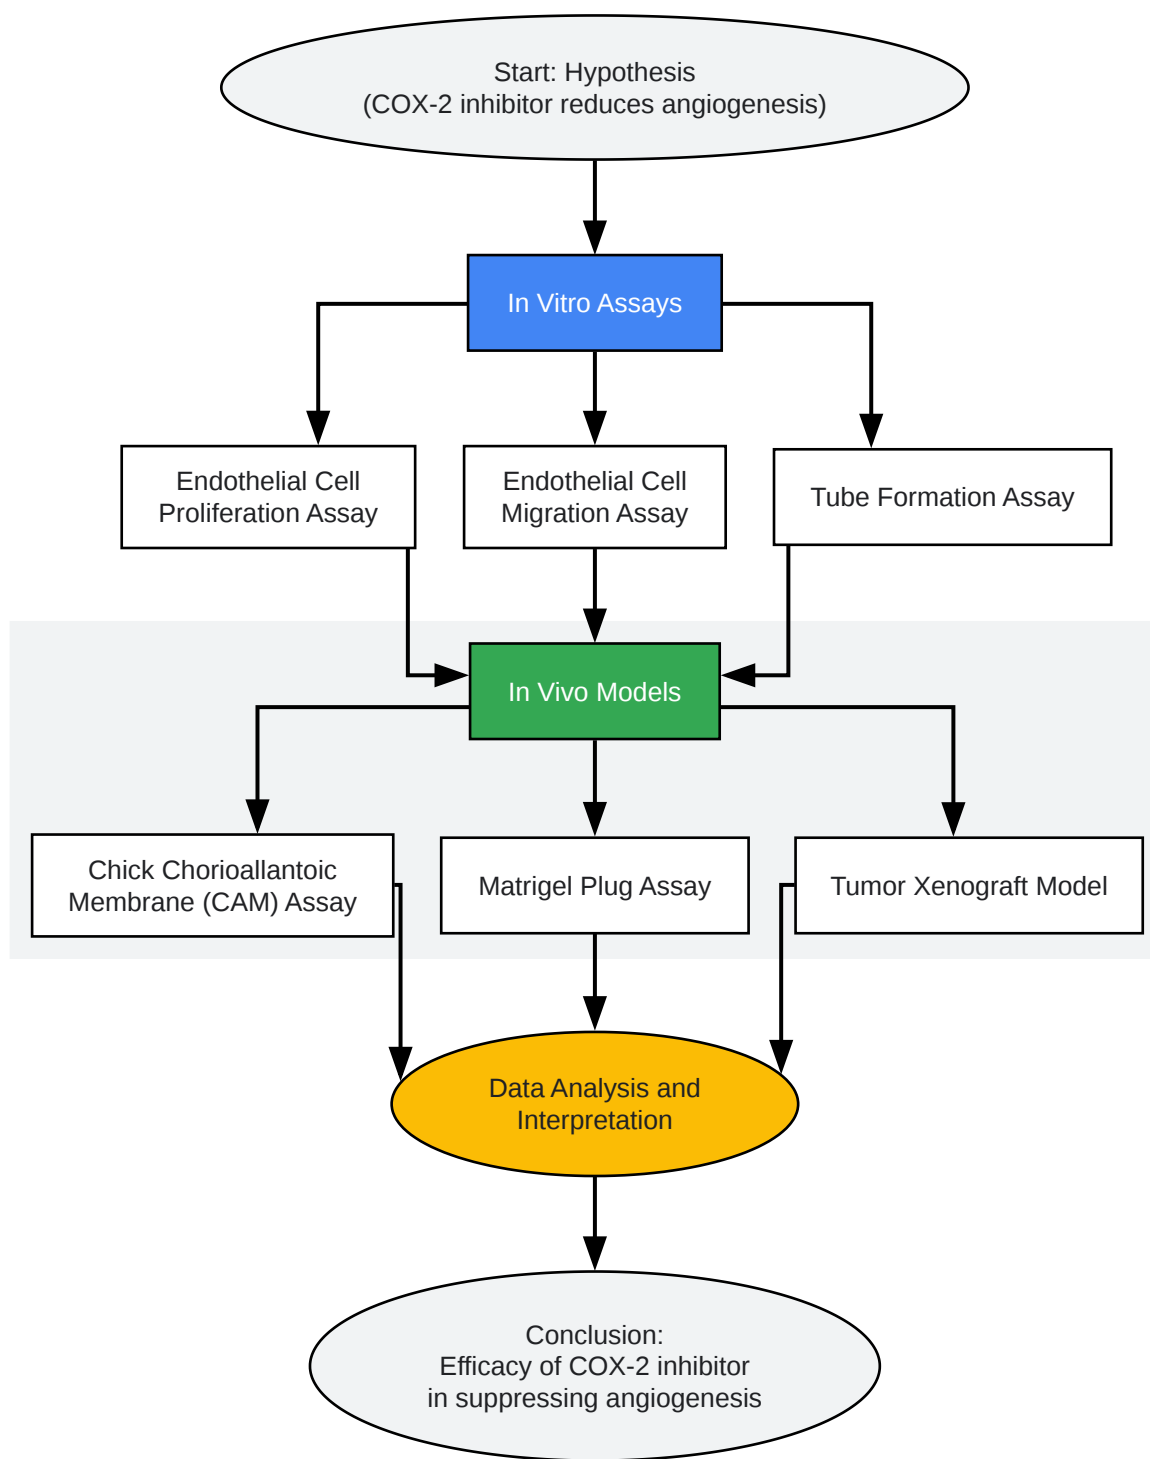 Start: Hypothesis
(COX-2 inhibitor reduces angiogenesis)
In Vitro Assays
Endothelial Cell
Proliferation Assay
Endothelial Cell
Migration Assay
Tube Formation Assay
In Vivo Models
Chick Chorioallantoic
Membrane (CAM) Assay
Matrigel Plug Assay
Tumor Xenograft Model
Data Analysis and
Interpretation
Conclusion:
Efficacy of COX-2 inhibitor
in suppressing angiogenesis